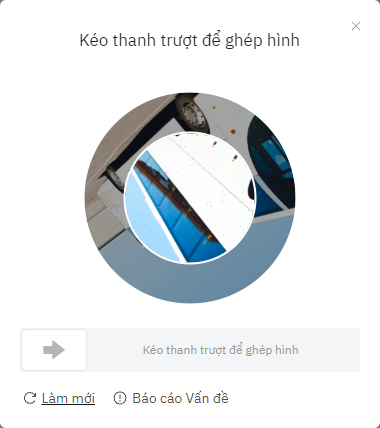 Kéo thanh trượt để ghép hình
Kéo thanh trượt để ghép hình
Làm mới
Báo cáo Vấn đề